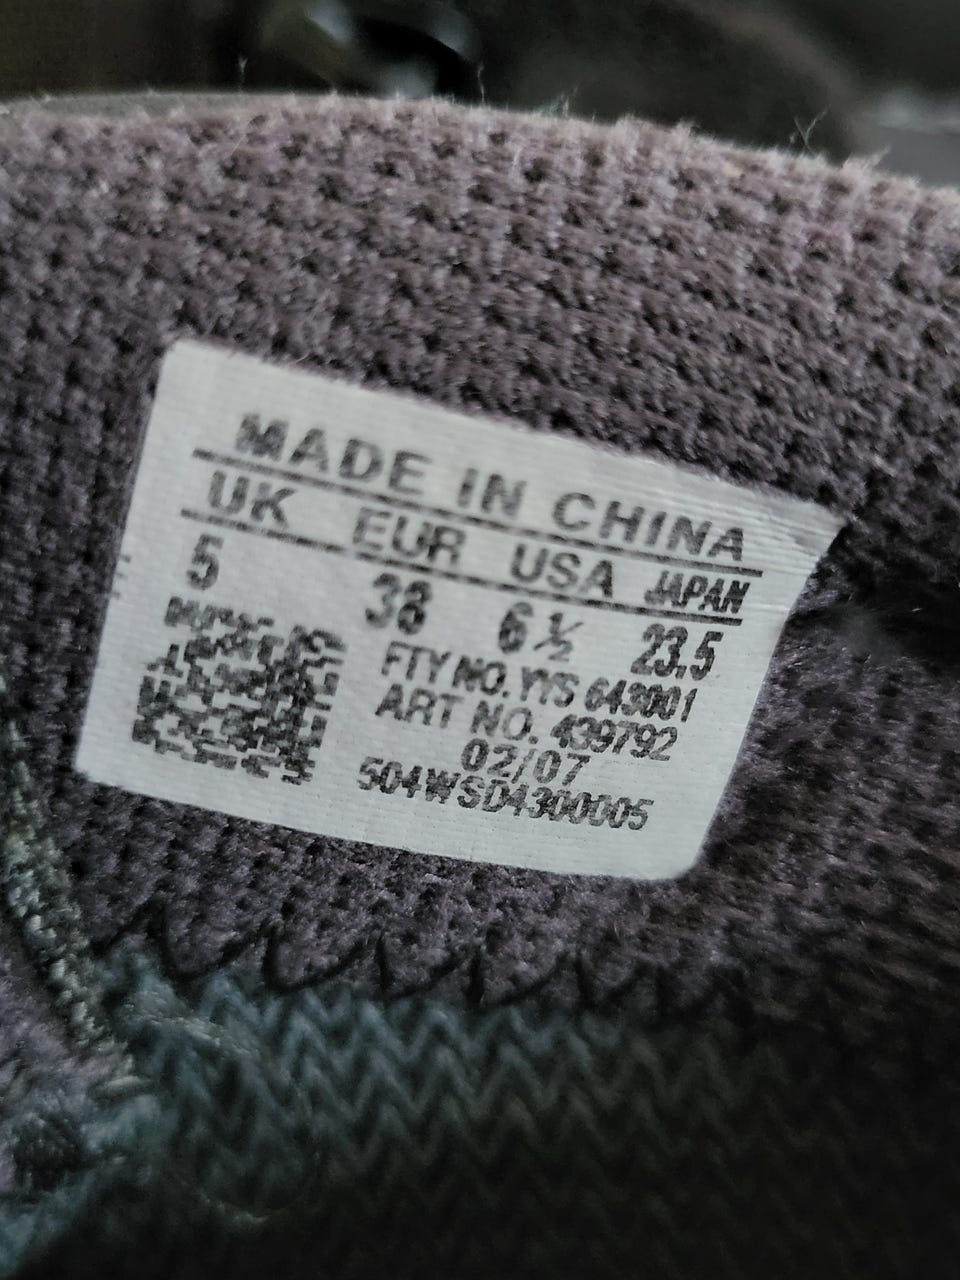 MADE IN CHINA
UK EUR USA JAPAN
5 38 6 ½ 23.5
FTY NO. YYS 643001
ART NO. 439792
02/07
504WSD4300005